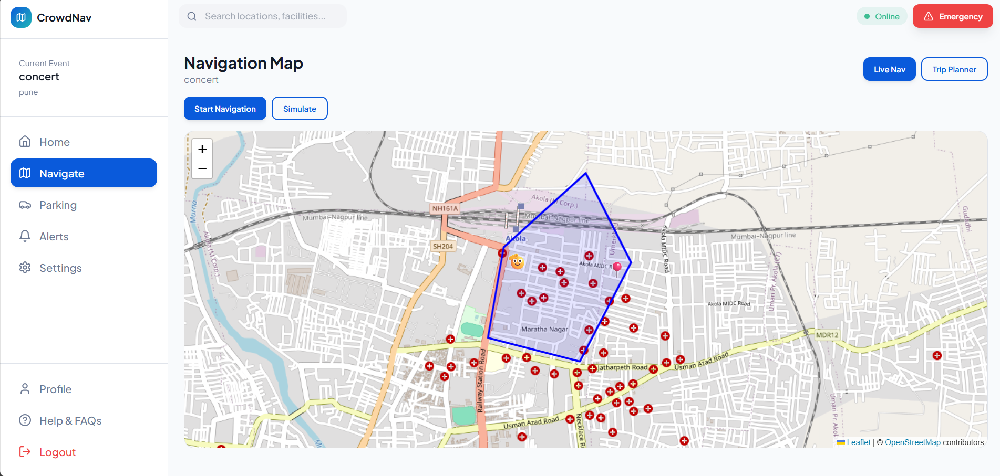 CrowdNav
Search locations, facilities...
Online
Emergency
Current Event
concert
pune
Home
Navigate
Parking
Alerts
Settings
Profile
Help & FAQs
Logout
Navigation Map
concert
Live Nav
Trip Planner
Start Navigation
Simulate
+
−
Murna
Akola (M Corp.)
Mumbai-Nagpur line
NH161A
SH204
Akola (M Corp.)
Mumbai-Nagpur line
Akola
Akola MIDC Road
Mumbai-Nagpur line
Gudadhi
Akola MIDC R
Umari Pr. Akola (CT)
Akola MIDC Road
Maratha Nagar
MDR12
Railway Station Road
Jatharpeth Road
Usman Azad Road
Usman Azad Road
Necklace R
Umari Pr. Akol
Leaflet | © OpenStreetMap contributors